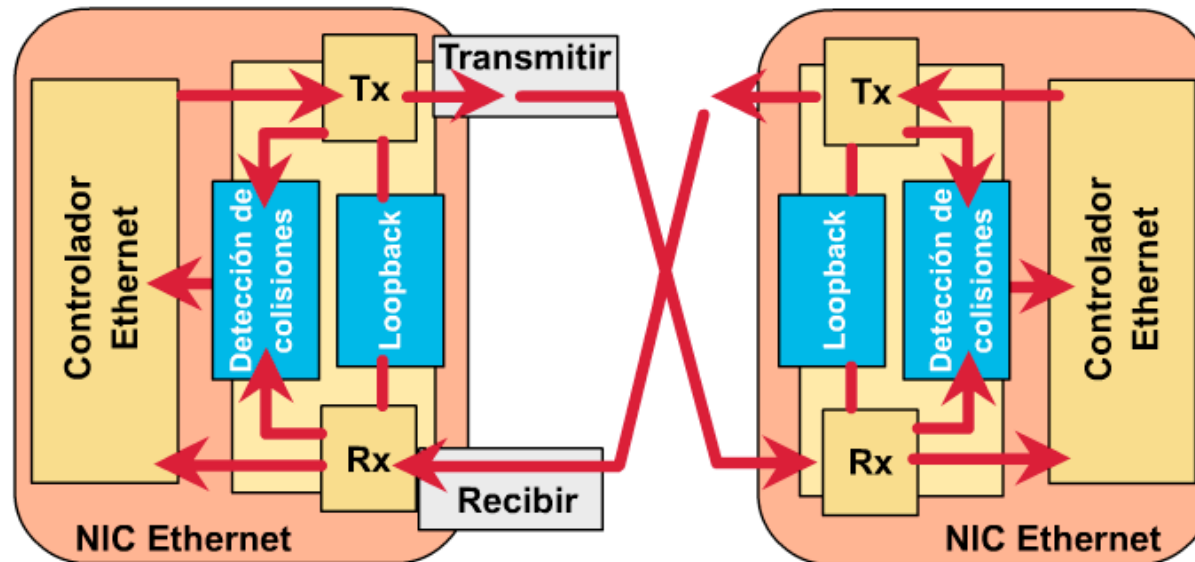 Transmitir
Tx
Controlador
Ethernet
Detección de
colisiones
Loopback
Rx
Recibir
NIC Ethernet
Tx
Loopback
Detección de
colisiones
Controlador
Ethernet
Rx
NIC Ethernet